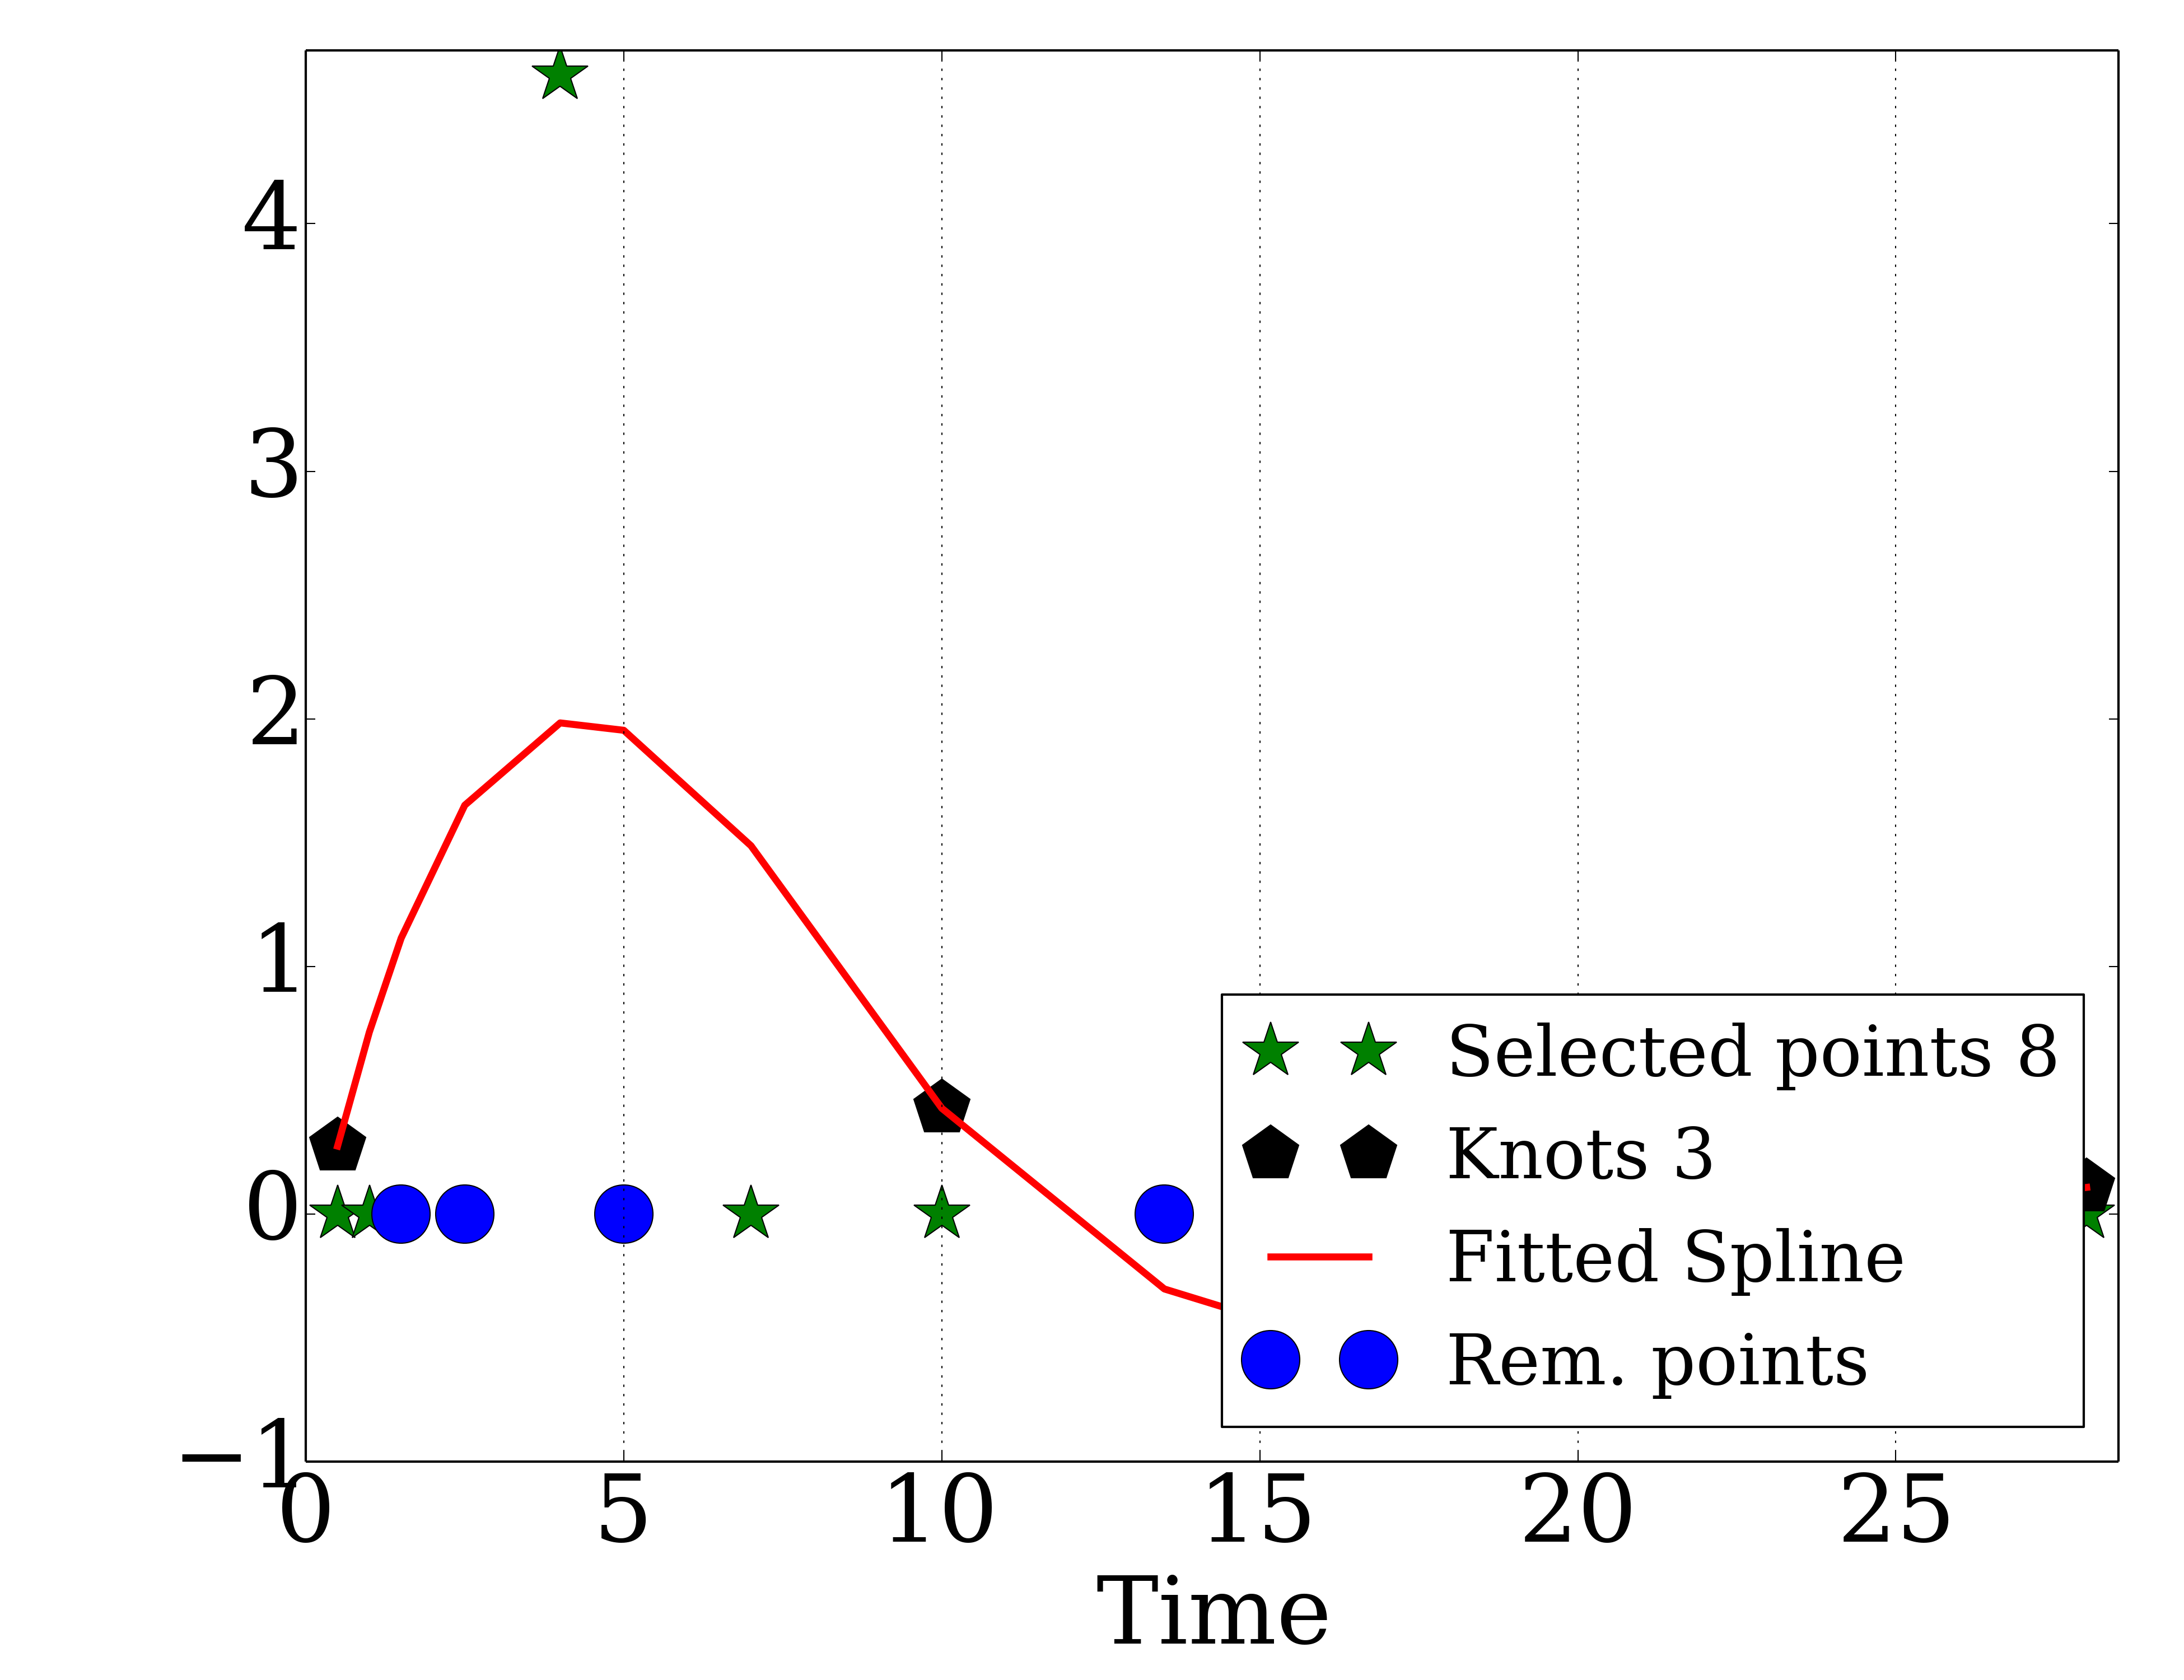 4
3
2
1
0
−1
Selected points 8
Knots 3
Fitted Spline
Rem. points
0 5 10 15 20 25
Time